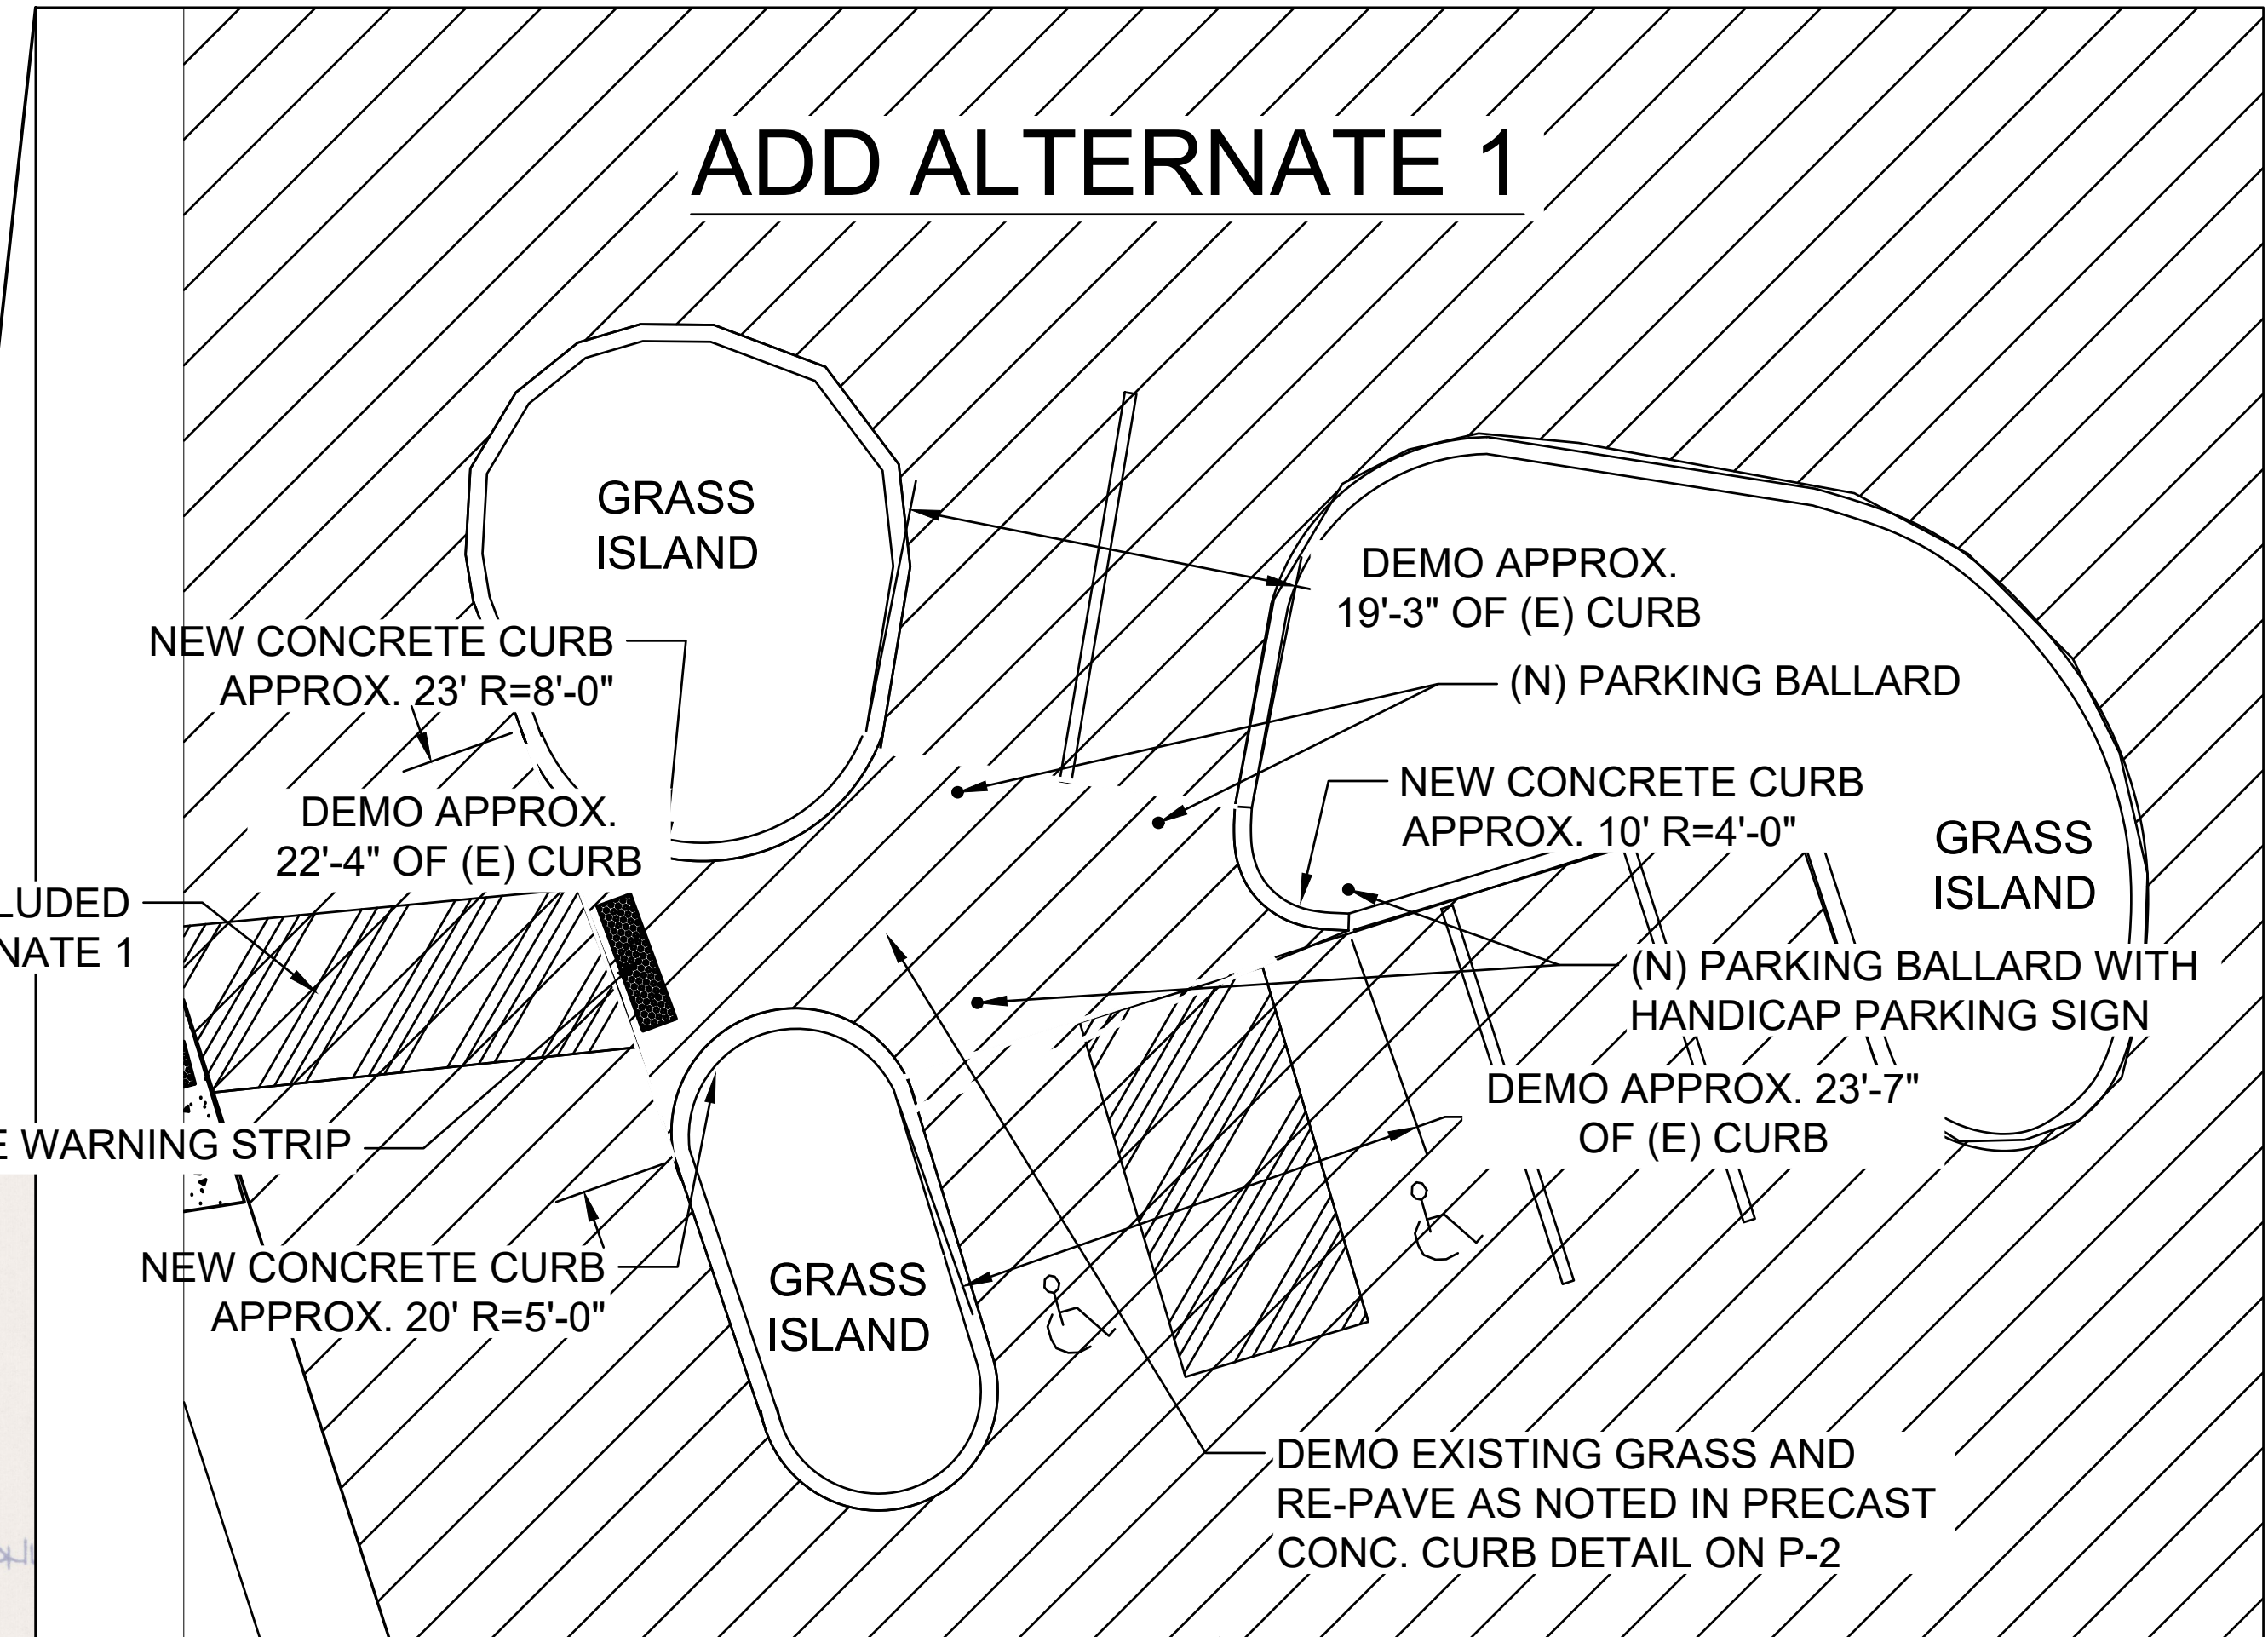 ADD ALTERNATE 1
GRASS
ISLAND
DEMO APPROX.
19'-3" OF (E) CURB
NEW CONCRETE CURB
APPROX. 23' R=8'-0"
(N) PARKING BALLARD
NEW CONCRETE CURB
APPROX. 10' R=4'-0"
DEMO APPROX.
22'-4" OF (E) CURB
GRASS
ISLAND
LUDED
NATE 1
(N) PARKING BALLARD WITH
HANDICAP PARKING SIGN
DEMO APPROX. 23'-7"
OF (E) CURB
E WARNING STRIP
NEW CONCRETE CURB
APPROX. 20' R=5'-0"
GRASS
ISLAND
DEMO EXISTING GRASS AND
RE-PAVE AS NOTED IN PRECAST
CONC. CURB DETAIL ON P-2